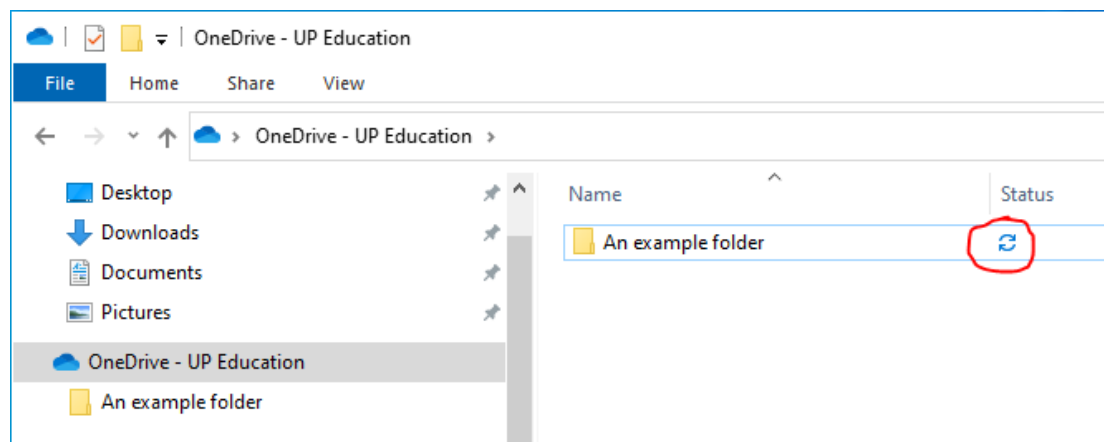 OneDrive - UP Education
File Home Share View
OneDrive - UP Education
Desktop
Downloads
Documents
Pictures
OneDrive - UP Education
An example folder
Name Status
An example folder